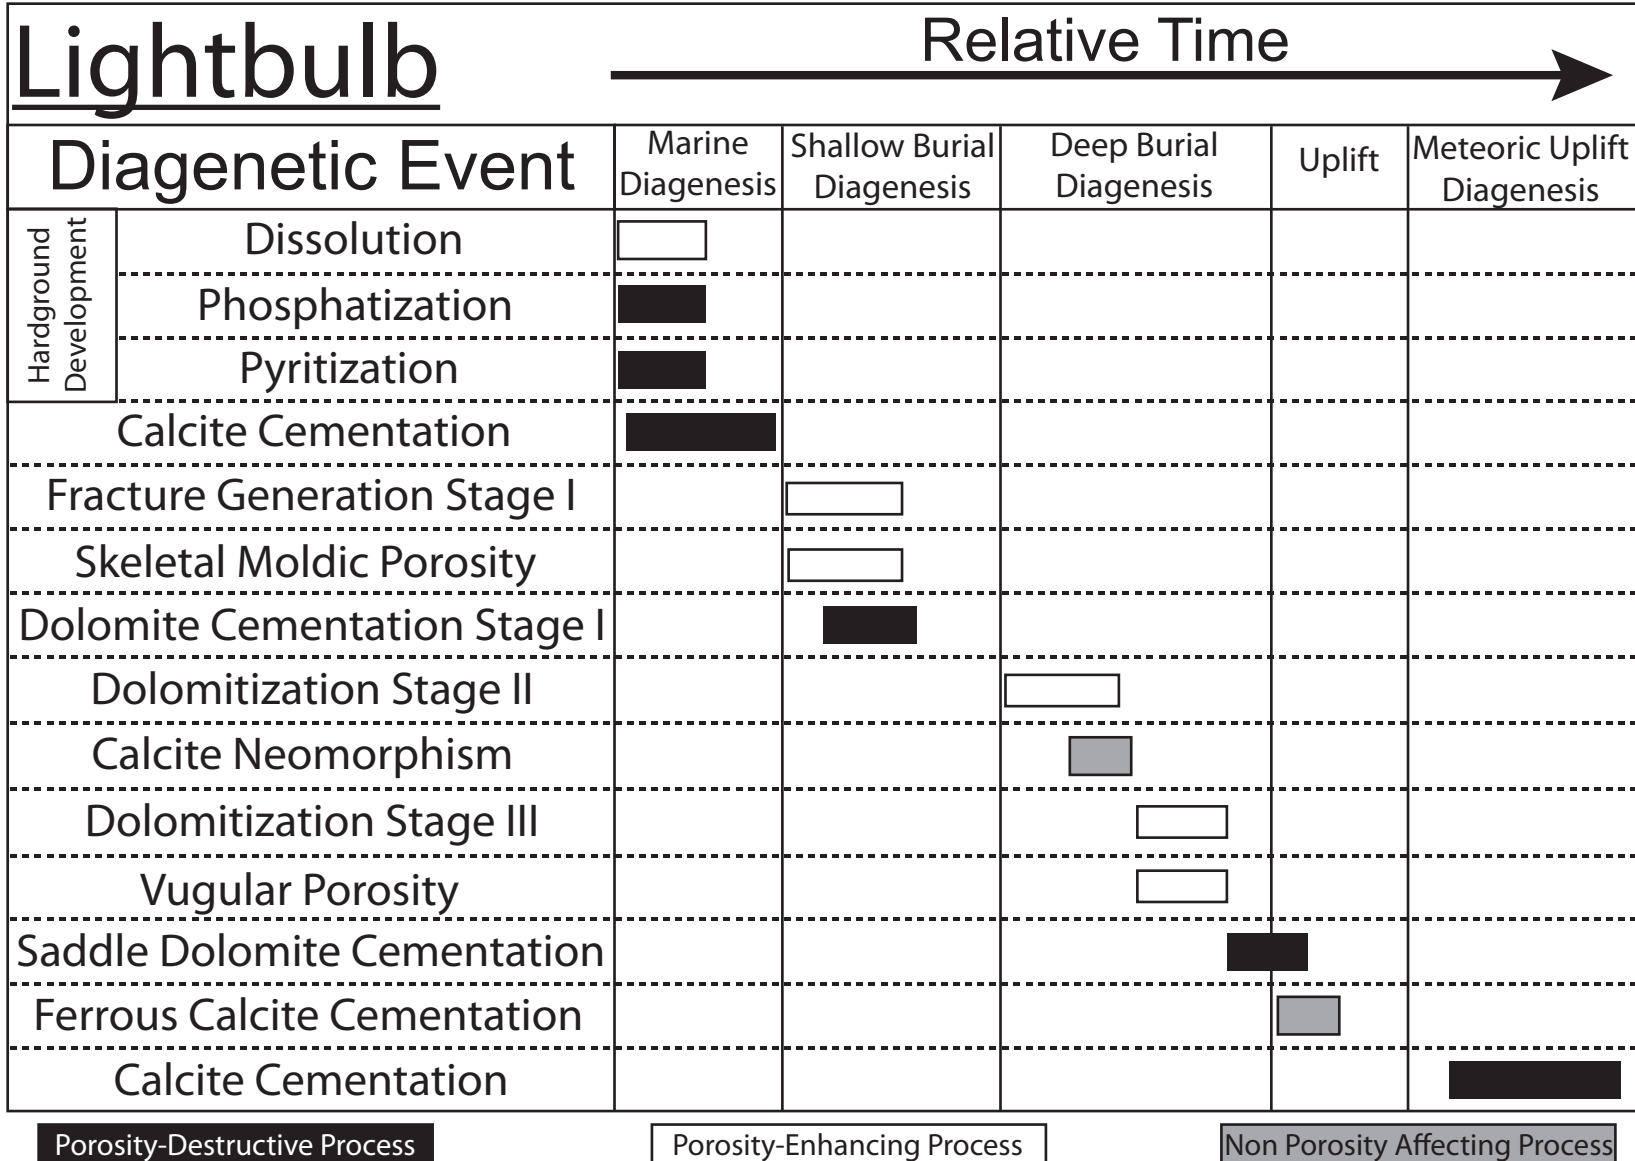 Lightbulb
Relative Time
Diagenetic Event
Marine
Diagenesis
Shallow Burial
Diagenesis
Deep Burial
Diagenesis
Uplift
Meteoric Uplift
Diagenesis
Hardground
Development
Dissolution
Phosphatization
Pyritization
Calcite Cementation
Fracture Generation Stage I
Skeletal Moldic Porosity
Dolomite Cementation Stage I
Dolomitization Stage II
Calcite Neomorphism
Dolomitization Stage III
Vugular Porosity
Saddle Dolomite Cementation
Ferrous Calcite Cementation
Calcite Cementation
Porosity-Destructive Process
Porosity-Enhancing Process
Non Porosity Affecting Process